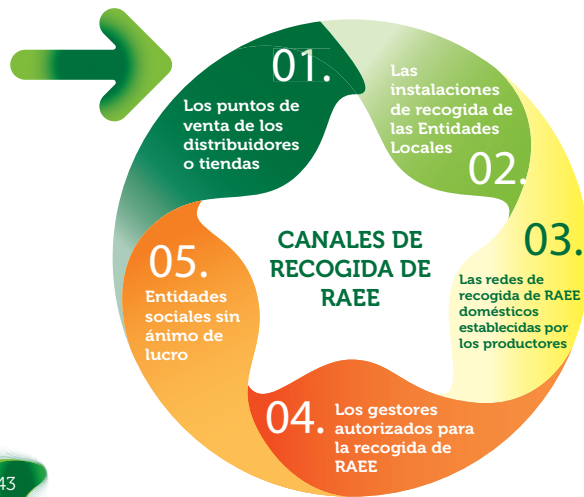 01.
Los puntos de
venta de los
distribuidores
o tiendas
Las
instalaciones
de recogida de
las Entidades
Locales
02.
03.
Las redes de
recogida de RAEE
domésticos
establecidas por
los productores
04.
Los gestores
autorizados para
la recogida de
RAEE
05.
Entidades
sociales sin
ánimo de
lucro
CANALES DE
RECOGIDA DE
RAEE
43